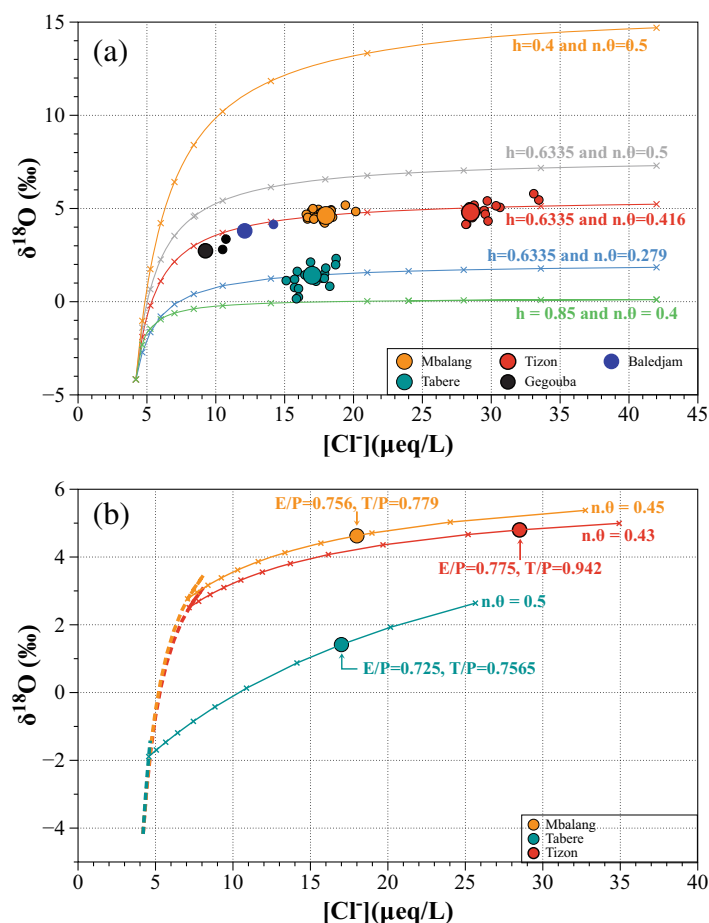 (a)
15
10
5
0
−5
δ¹⁸O (‰)
h=0.4 and n.θ=0.5
h=0.6335 and n.θ=0.5
h=0.6335 and n.θ=0.416
h=0.6335 and n.θ=0.279
h = 0.85 and n.θ = 0.4
Mbalang Tizon Baledjam
Tabere Gegouba
0 5 10 15 20 25 30 35 40 45
[Cl⁻](µeq/L)
(b)
6
4
2
0
−2
−4
δ¹⁸O (‰)
E/P=0.756, T/P=0.779
n.θ = 0.45
n.θ = 0.43
E/P=0.775, T/P=0.942
n.θ = 0.5
E/P=0.725, T/P=0.7565
Mbalang
Tabere
Tizon
0 5 10 15 20 25 30 35 40
[Cl⁻](µeq/L)